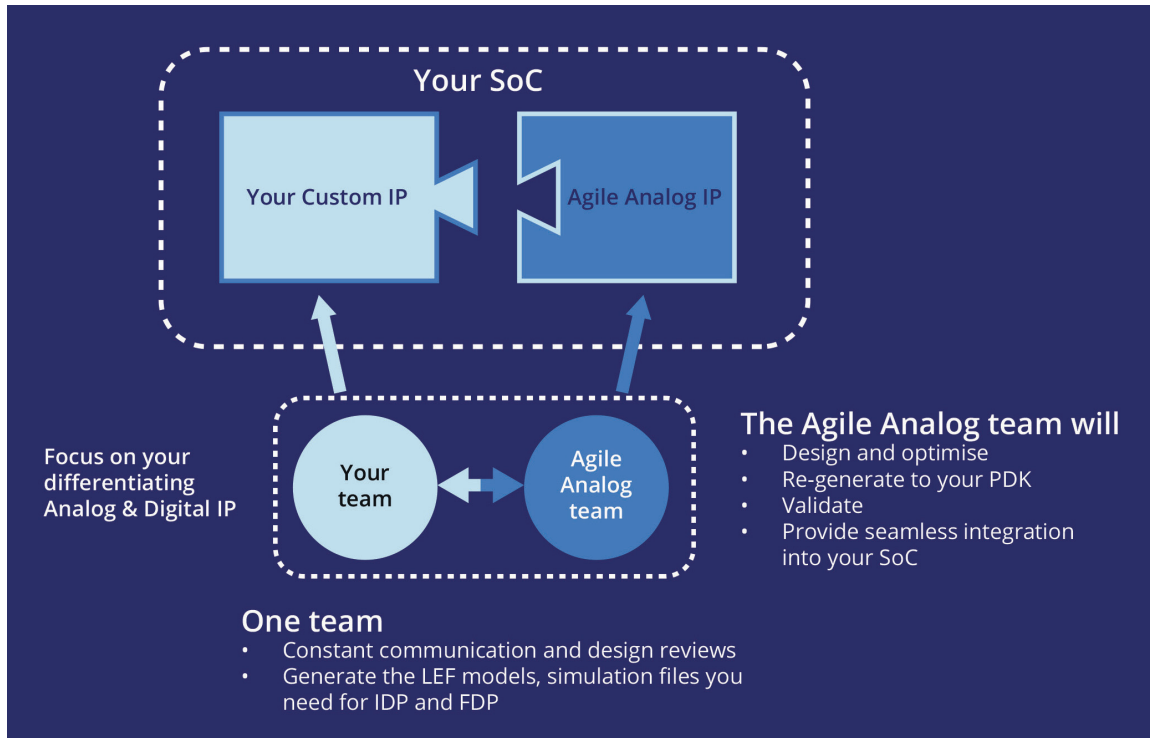 Your SoC
Your Custom IP
Agile Analog IP
Focus on your
differentiating
Analog & Digital IP
Your
team
Agile
Analog
team
The Agile Analog team will
• Design and optimise
• Re-generate to your PDK
• Validate
• Provide seamless integration
into your SoC
One team
• Constant communication and design reviews
• Generate the LEF models, simulation files you
need for IDP and FDP